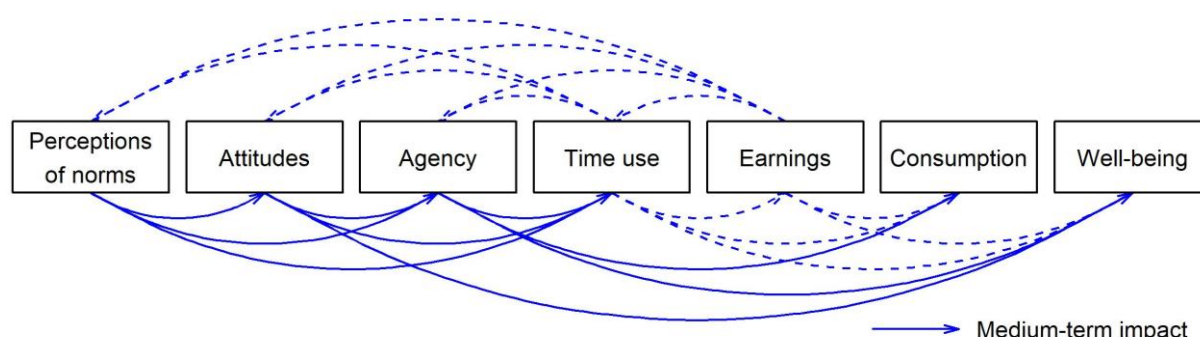 Perceptions
of norms
Attitudes
Agency
Time use
Earnings
Consumption
Well-being
Medium-term impact